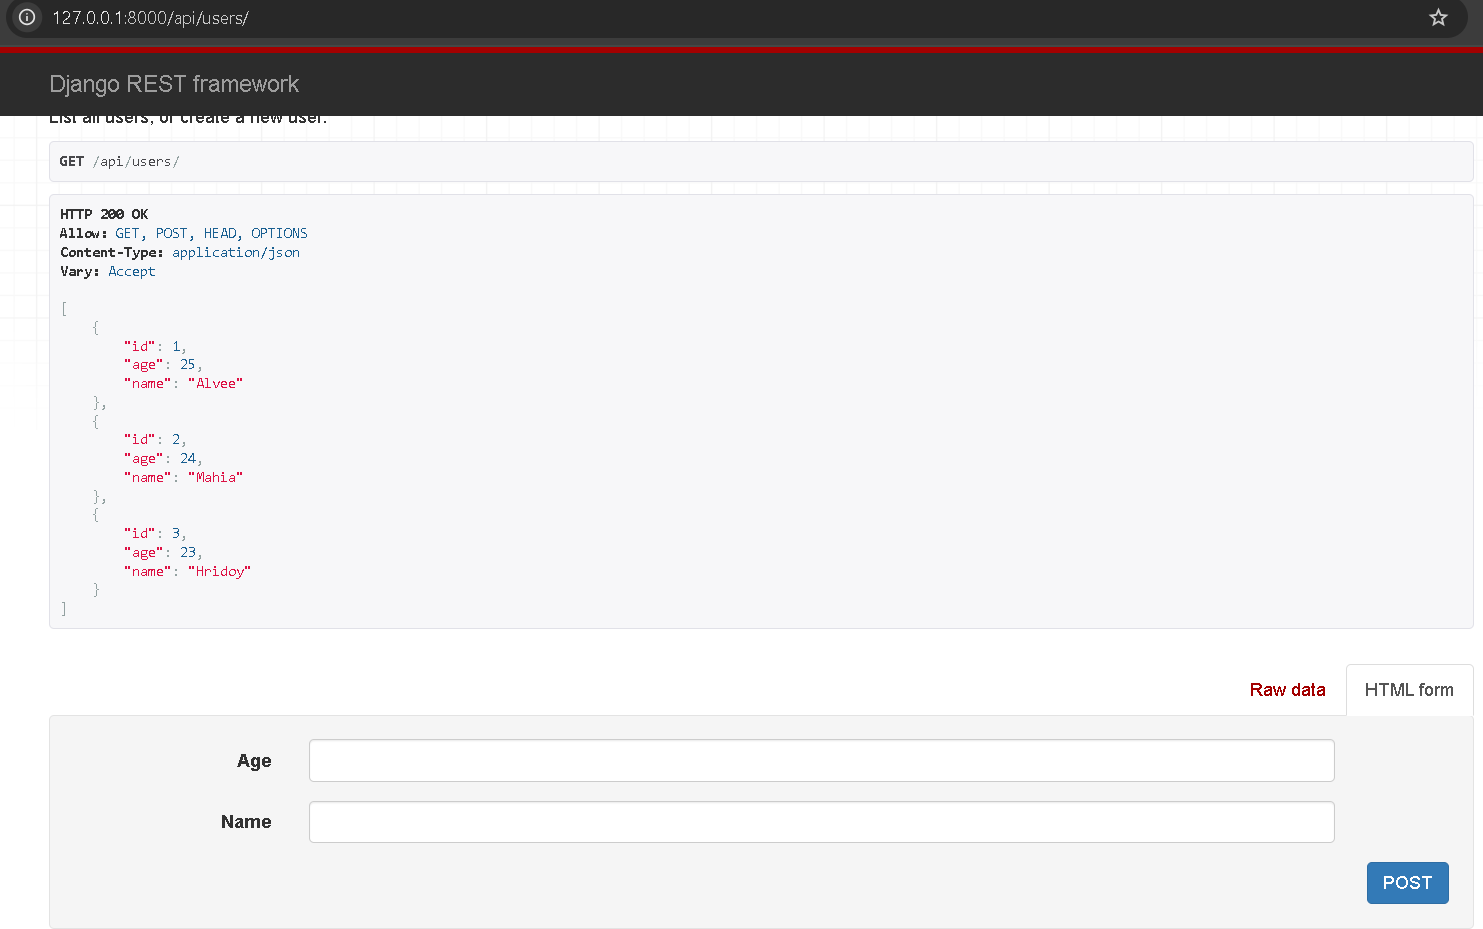 127.0.0.1:8000/api/users/
Django REST framework
List all users, or create a new user.
GET /api/users/
HTTP 200 OK
Allow: GET, POST, HEAD, OPTIONS
Content-Type: application/json
Vary: Accept
[
    {
        "id": 1,
        "age": 25,
        "name": "Alvee"
    },
    {
        "id": 2,
        "age": 24,
        "name": "Mahia"
    },
    {
        "id": 3,
        "age": 23,
        "name": "Hridoy"
    }
]
Raw data HTML form
Age
Name
POST